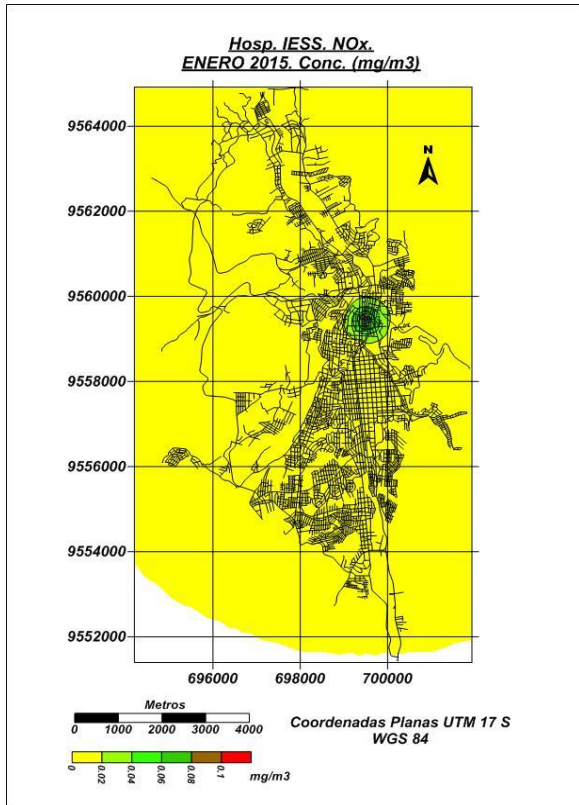 Hosp. IESS. NOx.
ENERO 2015. Conc. (mg/m3)
9564000
N
9562000
9560000
9558000
9556000
9554000
9552000
696000 698000 700000
Metros
0 1000 2000 3000 4000
Coordenadas Planas UTM 17 S
WGS 84
0 0.02 0.04 0.06 0.08 0.1
mg/m3